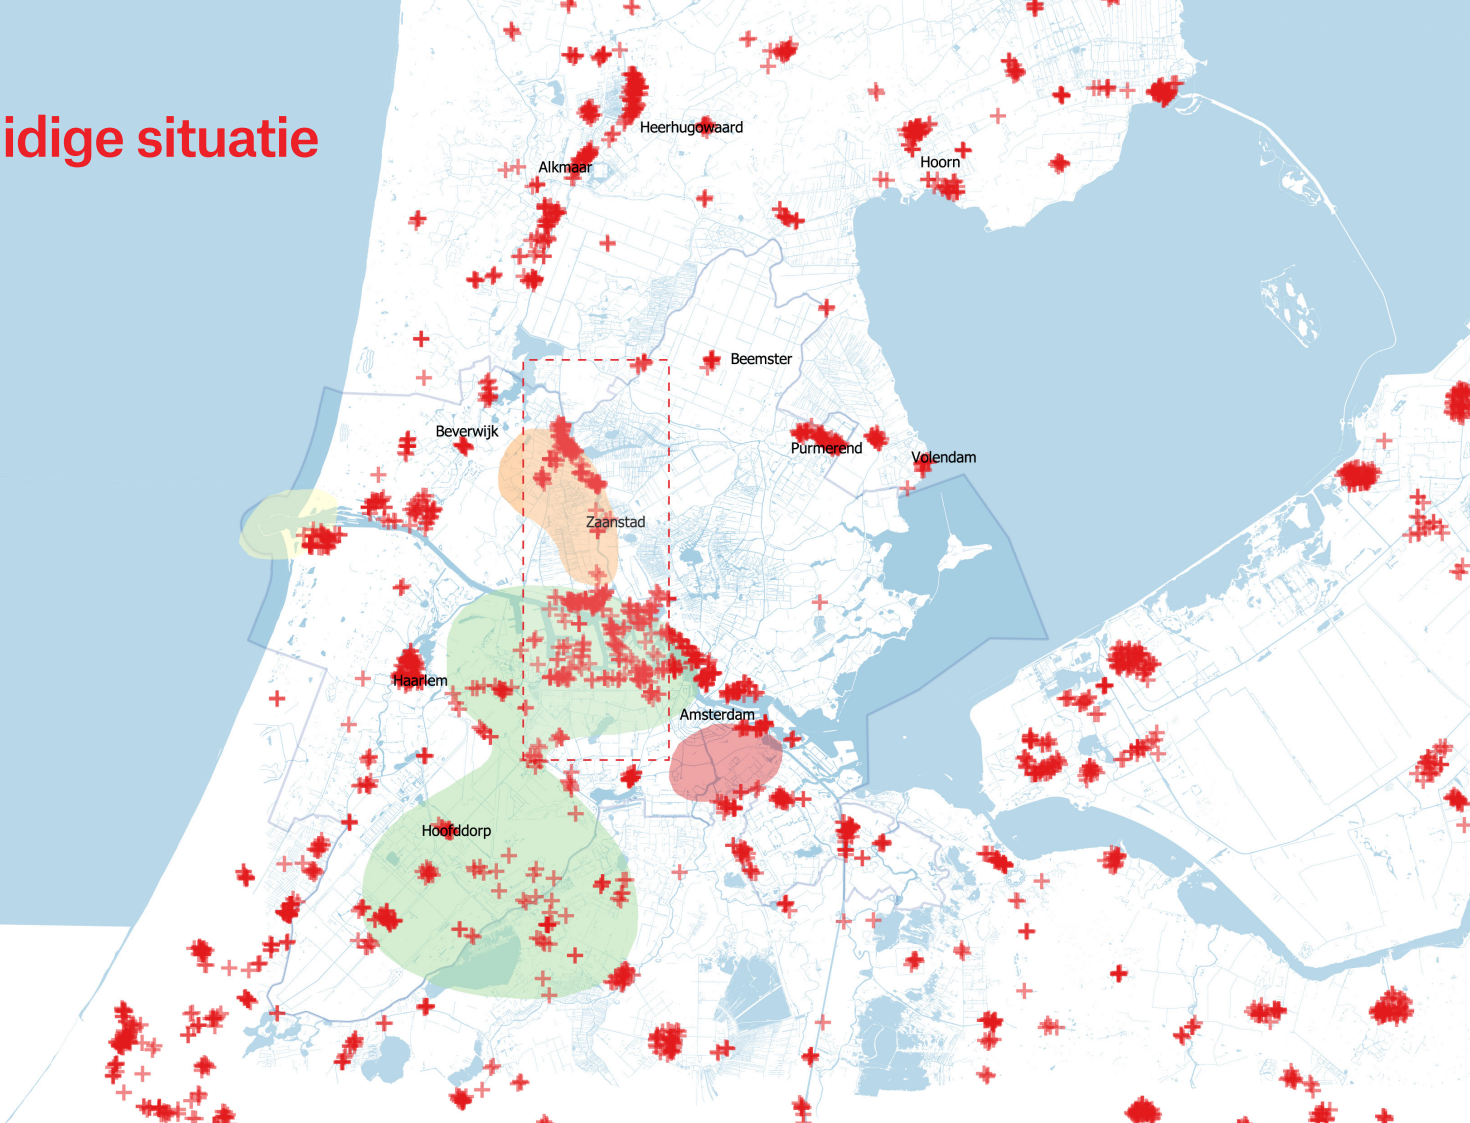 idige situatie
Heerhugowaard
Alkmaar
Hoorn
Beemster
Beverwijk
Purmerend
Volendam
Zaanstad
Haarlem
Amsterdam
Hoofddorp